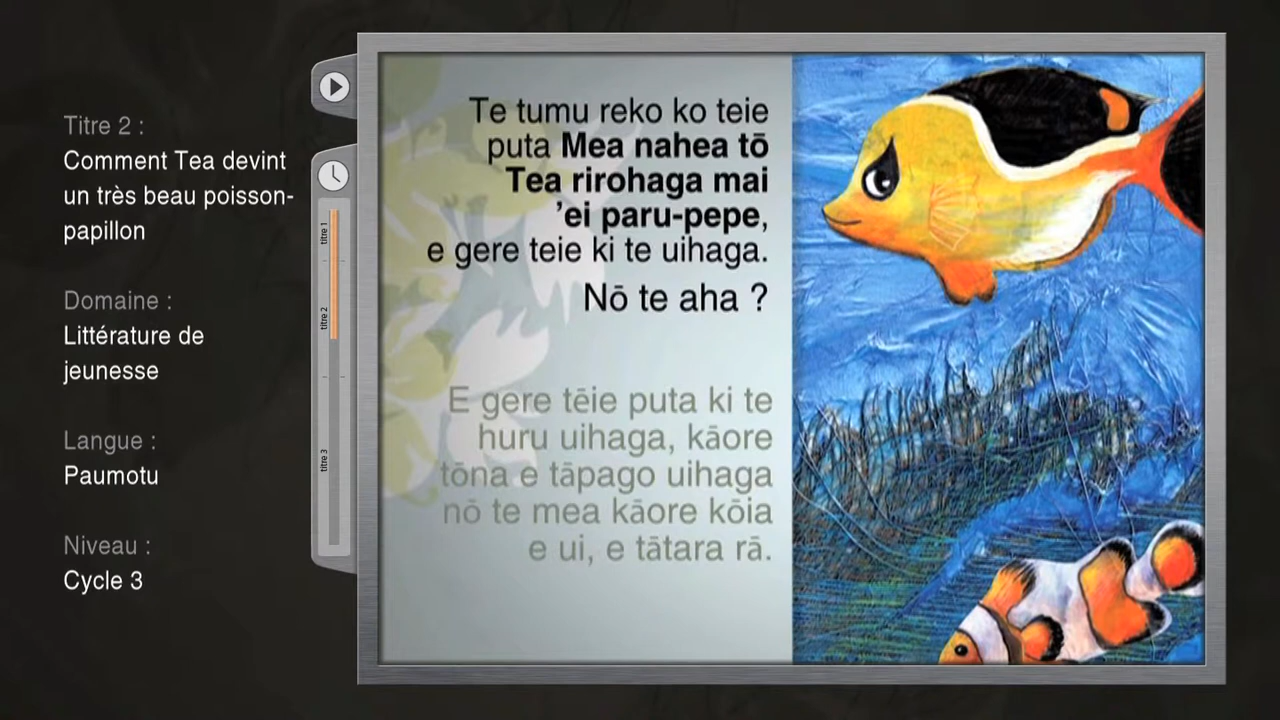 Titre 2 :
Comment Tea devint
un très beau poisson-
papillon
Domaine :
Littérature de
jeunesse
Langue :
Paumotu
Niveau :
Cycle 3
titre 1
titre 2
titre 3
Te tumu reko ko teie
puta Mea nahea tō
Tea rirohaga mai
’ei paru-pepe,
e gere teie ki te uihaga.
Nō te aha ?
E gere tēie puta ki te
huru uihaga, kāore
tōna e tāpago uihaga
nō te mea kāore kōia
e ui, e tātara rā.